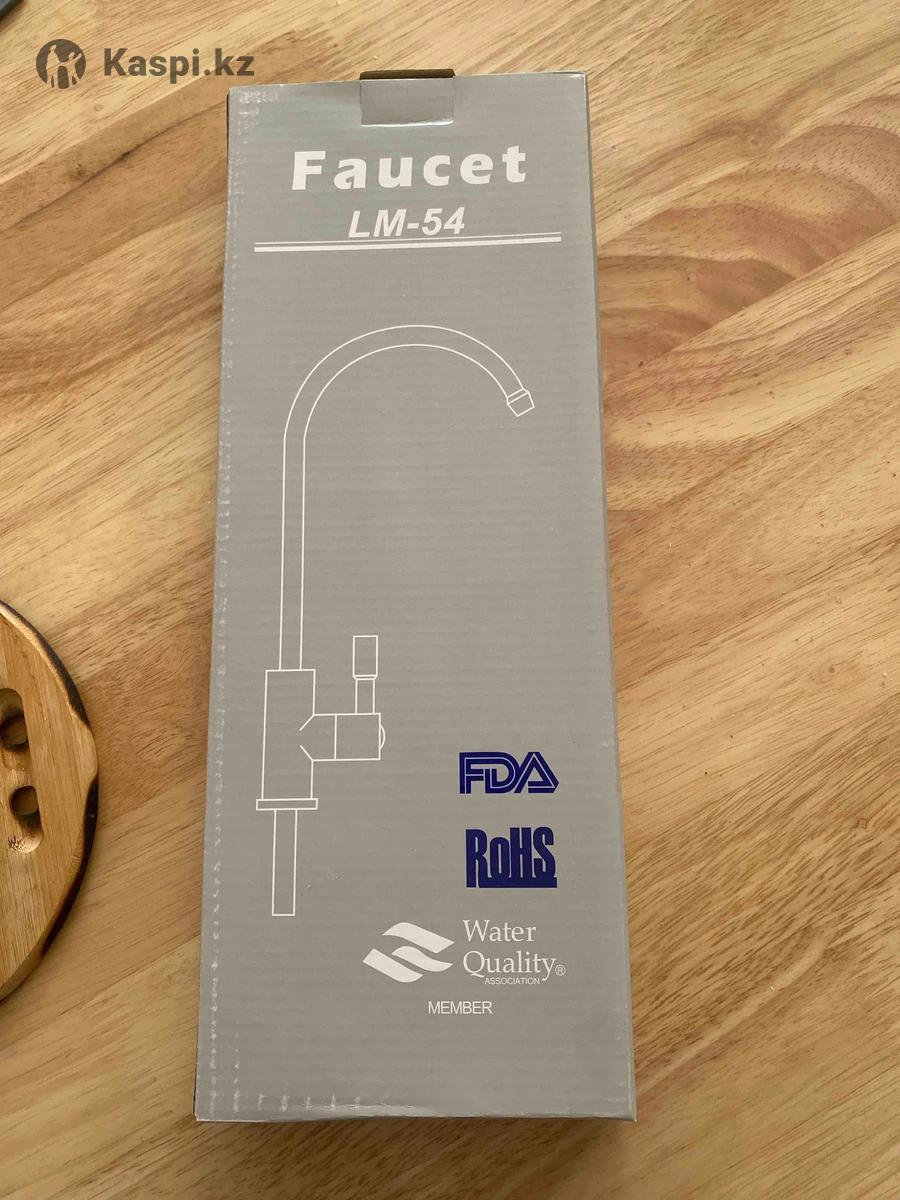 Kaspi.kz
Faucet
LM-54
FDA
RoHS
Water
Quality®
ASSOCIATION
MEMBER